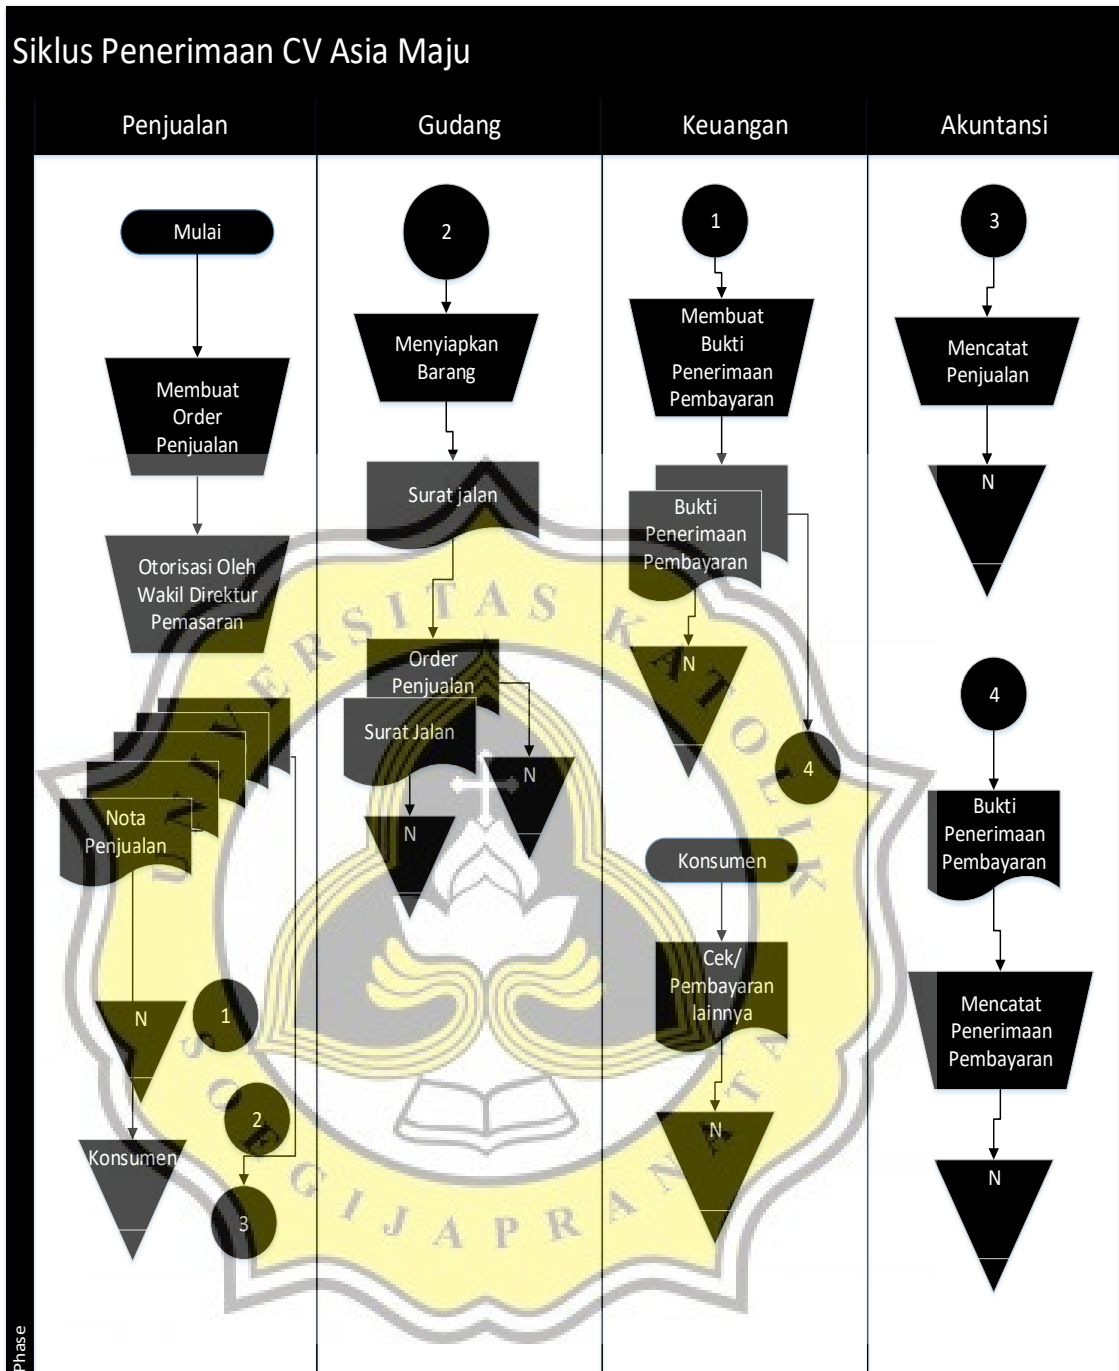 Siklus Penerimaan CV Asia Maju
Penjualan
Gudang
Keuangan
Akuntansi
Mulai
Membuat
Order
Penjualan
Otorisasi Oleh
Wakil Direktur
Pemasaran
Nota
Penjualan
N
1
2
Konsumen
3
2
Menyiapkan
Barang
Surat jalan
Order
Penjualan
Surat Jalan
N
N
1
Membuat
Bukti
Penerimaan
Pembayaran
Bukti
Penerimaan
Pembayaran
N
4
Konsumen
Cek/
Pembayaran
lainnya
N
3
Mencatat
Penjualan
N
4
Bukti
Penerimaan
Pembayaran
Mencatat
Penerimaan
Pembayaran
N
Phase
UNIVERSITAS KATOLIK
SOEGIJAPRANATA